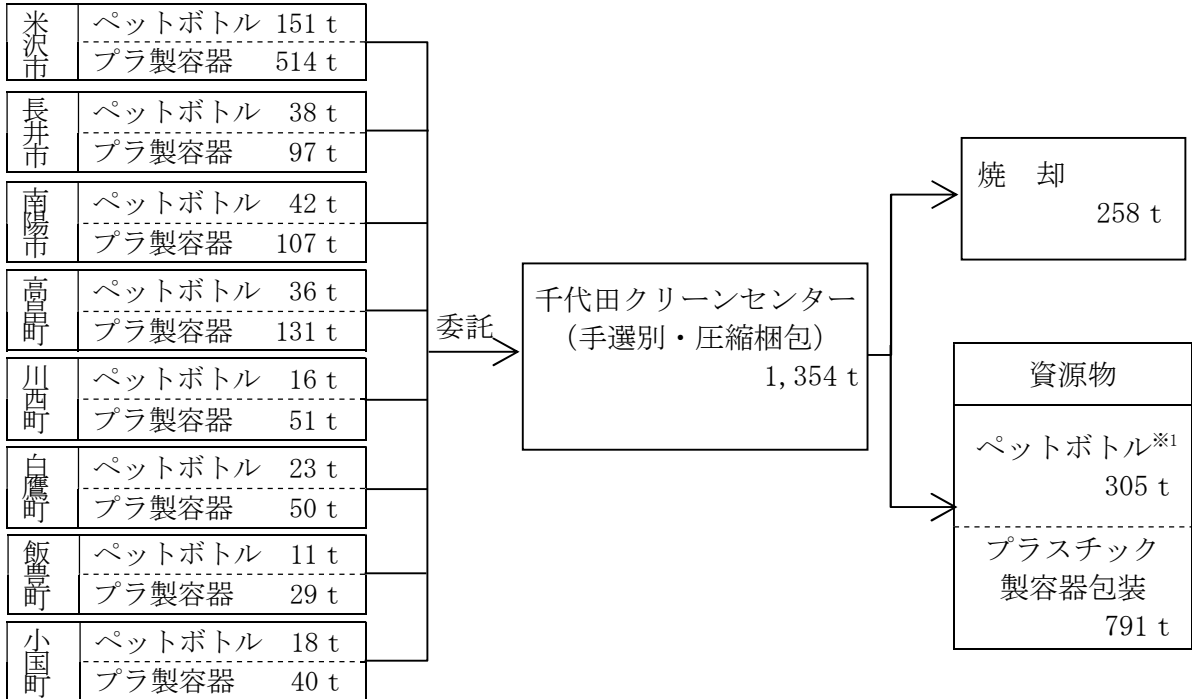 米沢市
ペットボトル 151 t
プラ製容器 514 t
長井市
ペットボトル 38 t
プラ製容器 97 t
南陽市
ペットボトル 42 t
プラ製容器 107 t
高畠町
ペットボトル 36 t
プラ製容器 131 t
川西町
ペットボトル 16 t
プラ製容器 51 t
白鷹町
ペットボトル 23 t
プラ製容器 50 t
飯豊町
ペットボトル 11 t
プラ製容器 29 t
小国町
ペットボトル 18 t
プラ製容器 40 t
委託
千代田クリーンセンター
（手選別・圧縮梱包）
1,354 t
焼 却
258 t
資源物
ペットボトル※1
305 t
プラスチック
製容器包装
791 t